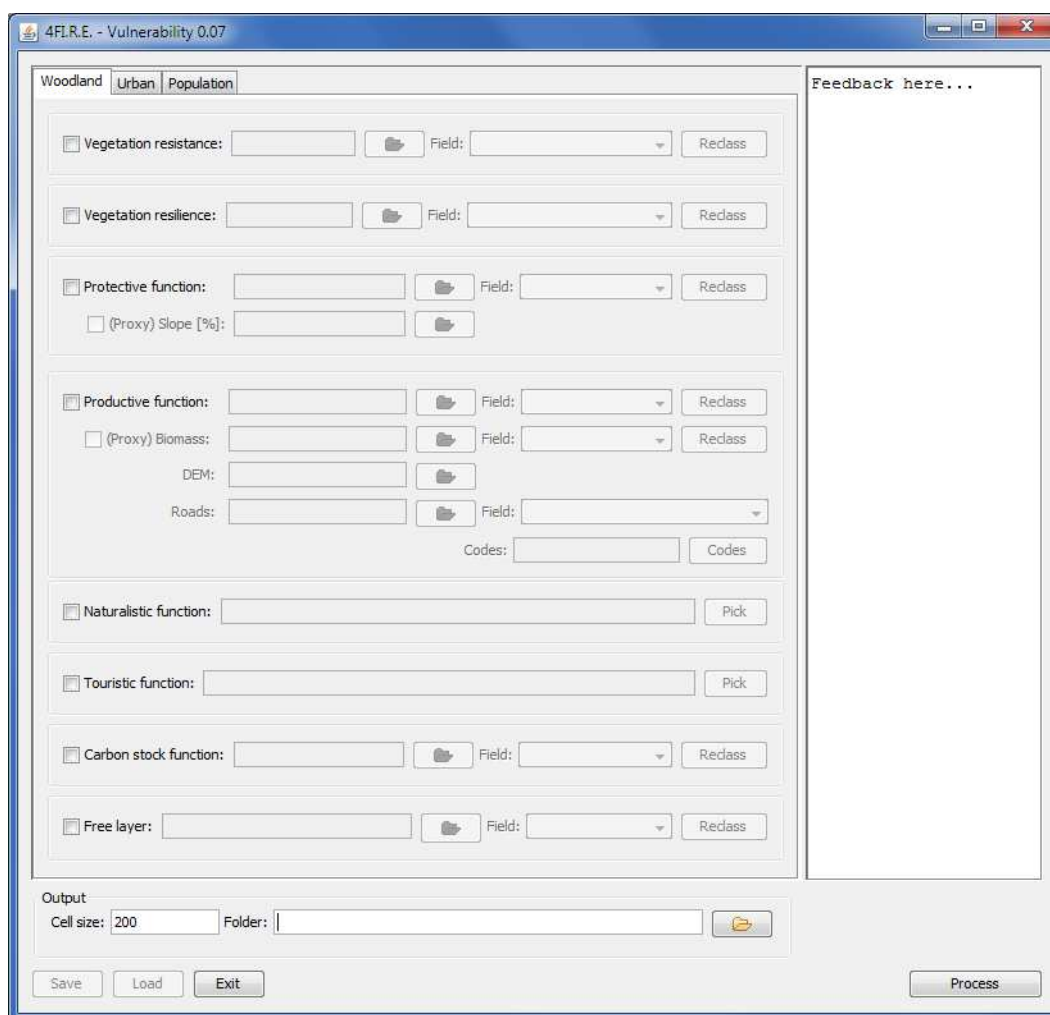 4FI.R.E. - Vulnerability 0.07
Woodland Urban Population
Feedback here...
Vegetation resistance: Field: Reclass
Vegetation resilience: Field: Reclass
Protective function: Field: Reclass
(Proxy) Slope [%]:
Productive function: Field: Reclass
(Proxy) Biomass: Field: Reclass
DEM:
Roads: Field:
Codes: Codes
Naturalistic function: Pick
Touristic function: Pick
Carbon stock function: Field: Reclass
Free layer: Field: Reclass
Output
Cell size: 200 Folder:
Save Load Exit Process